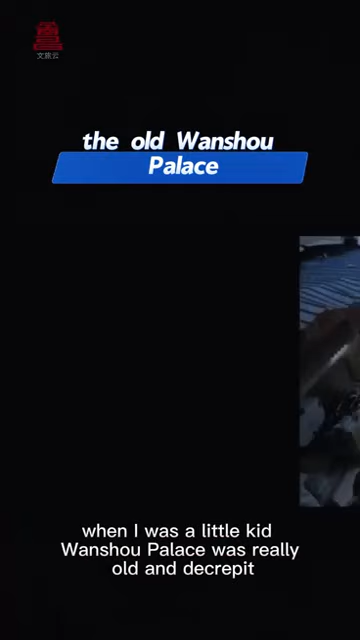 文旅云
the old Wanshou
Palace
when I was a little kid
Wanshou Palace was really
old and decrepit